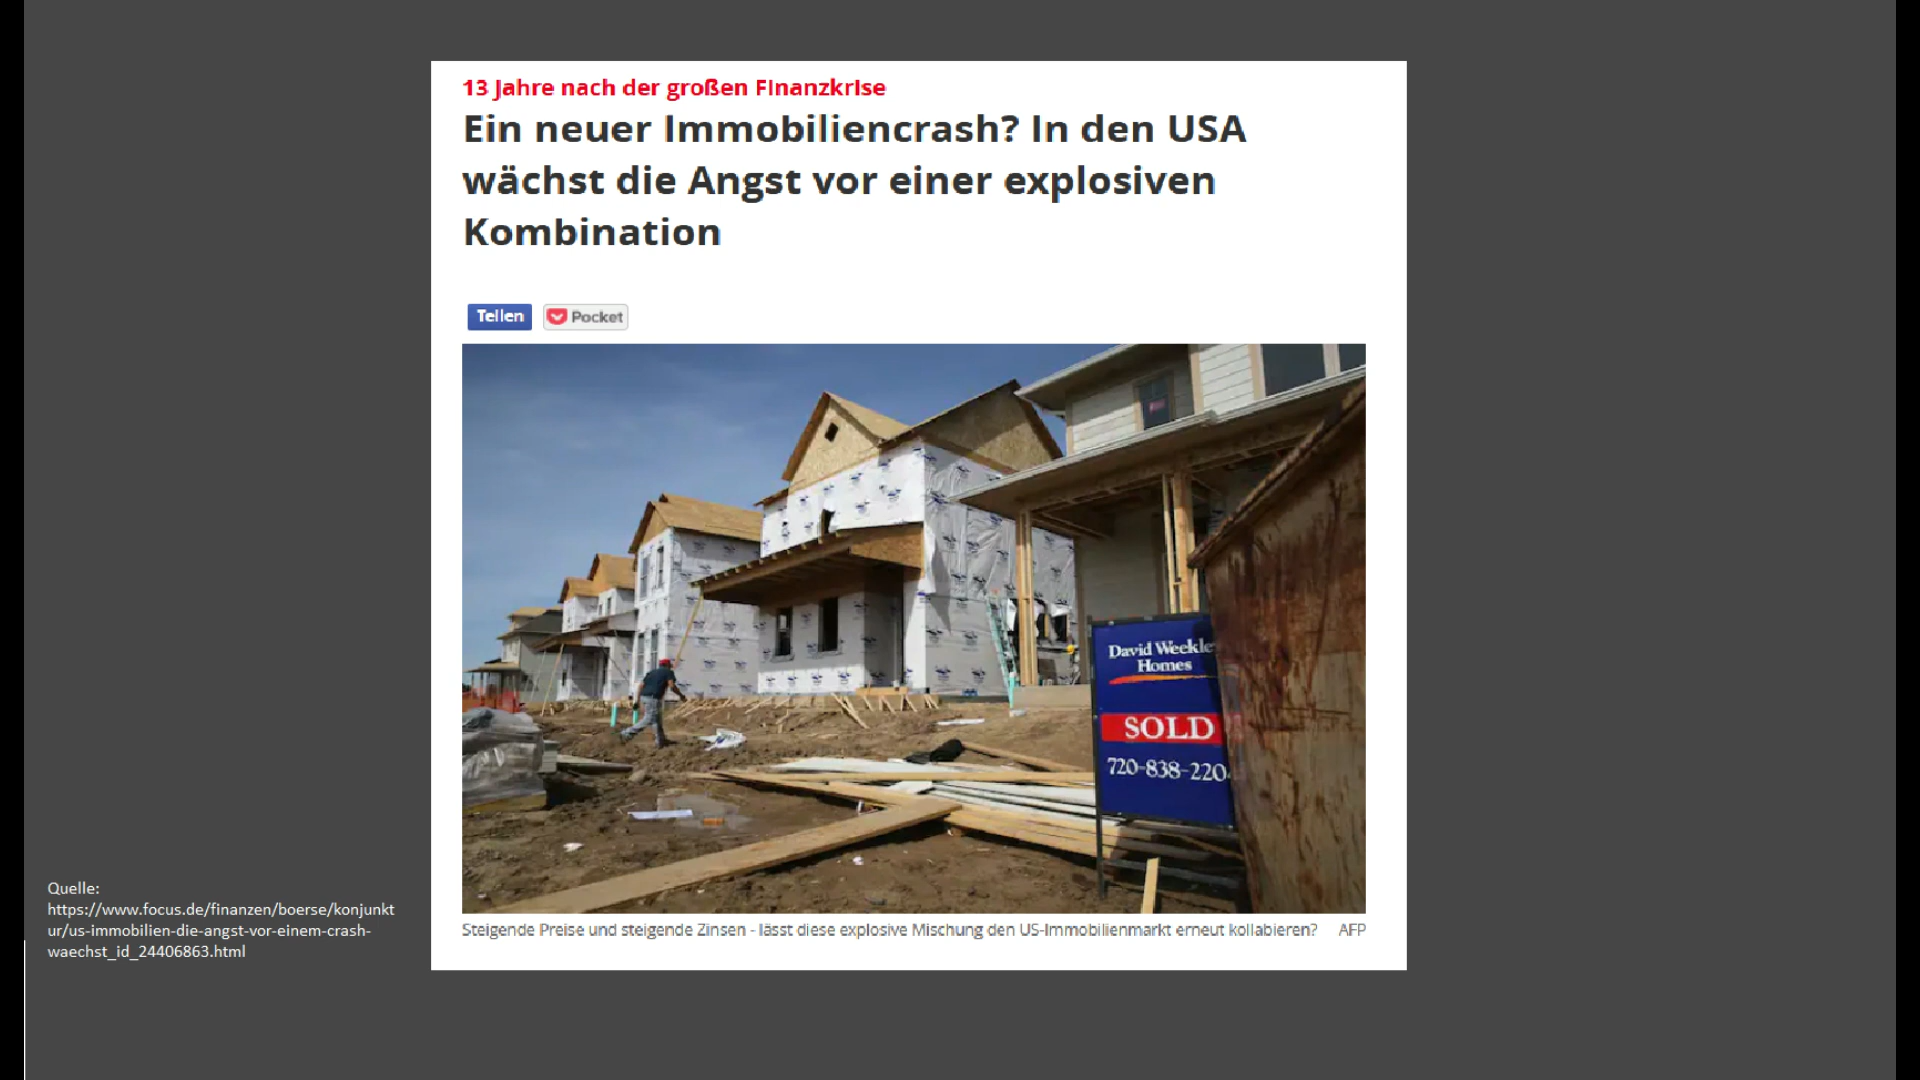 13 Jahre nach der großen Finanzkrise
Ein neuer Immobiliencrash? In den USA
wächst die Angst vor einer explosiven
Kombination
Teilen
Pocket
David Weekle
Homes
SOLD
720-838-220
Steigende Preise und steigende Zinsen - lässt diese explosive Mischung den US-Immobilienmarkt erneut kollabieren? AFP
Quelle:
https://www.focus.de/finanzen/boerse/konjunkt
ur/us-immobilien-die-angst-vor-einem-crash-
waechst_id_24406863.html